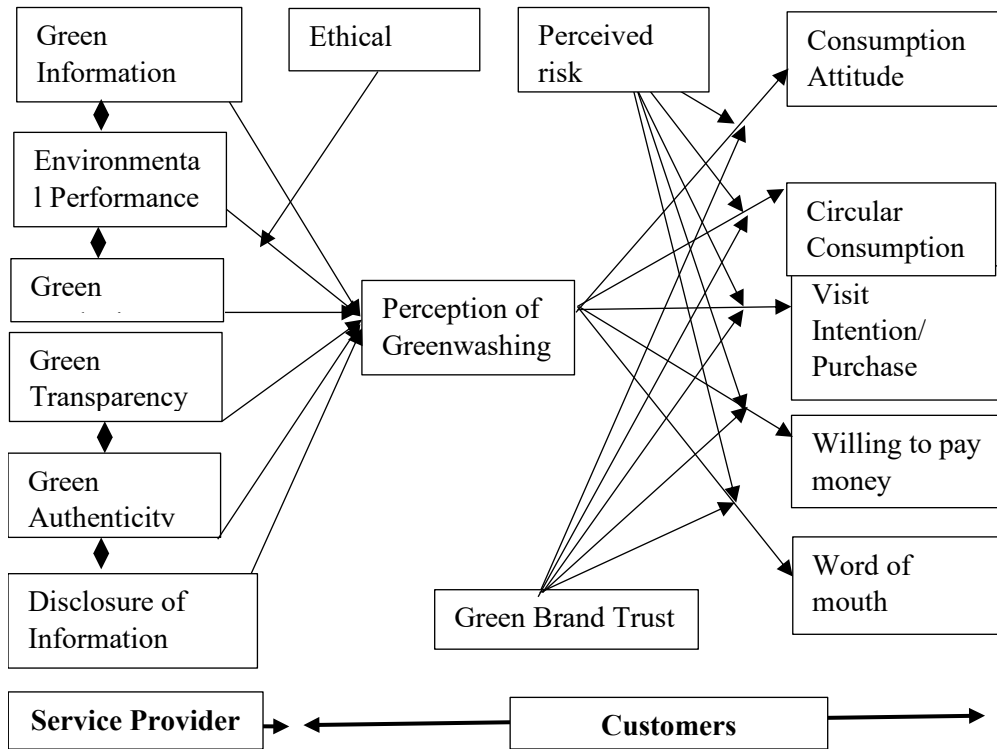 Green
Information
Ethical
Perceived
risk
Consumption
Attitude
Environmenta
l Performance
Circular
Consumption
Green
Perception of
Greenwashing
Visit
Intention/
Purchase
Green
Transparency
Willing to pay
money
Green
Authenticity
Word of
mouth
Disclosure of
Information
Green Brand Trust
Service Provider
Customers